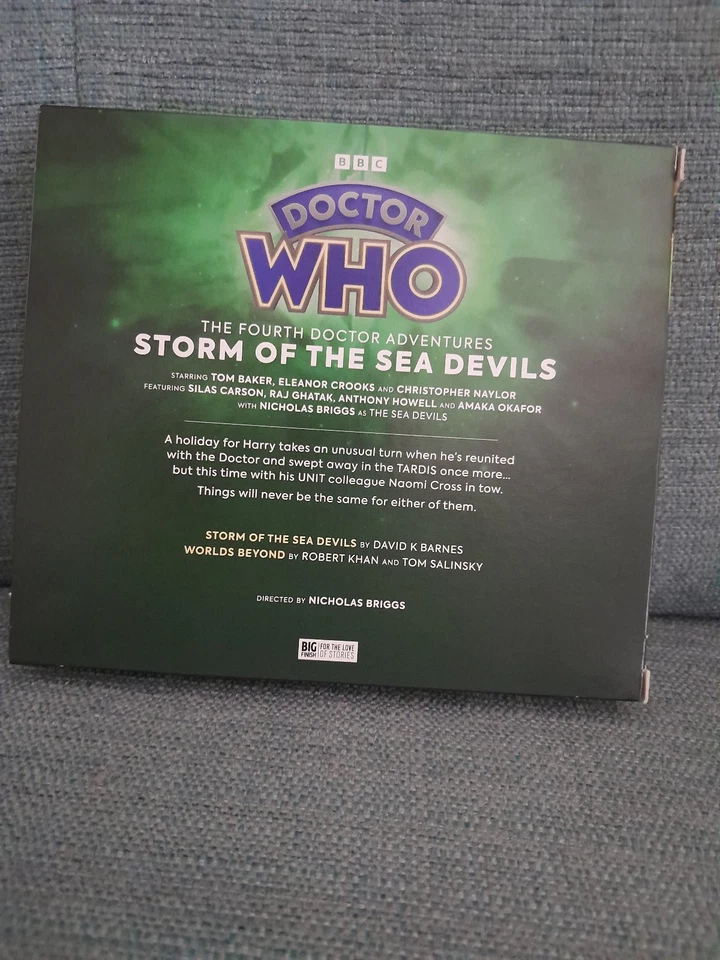 BBC
DOCTOR
WHO
THE FOURTH DOCTOR ADVENTURES
STORM OF THE SEA DEVILS
STARRING TOM BAKER, ELEANOR CROOKS AND CHRISTOPHER NAYLOR
FEATURING SILAS CARSON, RAJ GHATAK, ANTHONY HOWELL AND AMAKA OKAFOR
WITH NICHOLAS BRIGGS AS THE SEA DEVILS
A holiday for Harry takes an unusual turn when he's reunited
with the Doctor and swept away in the TARDIS once more...
but this time with his UNIT colleague Naomi Cross in tow.
Things will never be the same for either of them.
STORM OF THE SEA DEVILS BY DAVID K BARNES
WORLDS BEYOND BY ROBERT KHAN AND TOM SALINSKY
DIRECTED BY NICHOLAS BRIGGS
BIG FINISH
FOR THE LOVE
OF STORIES